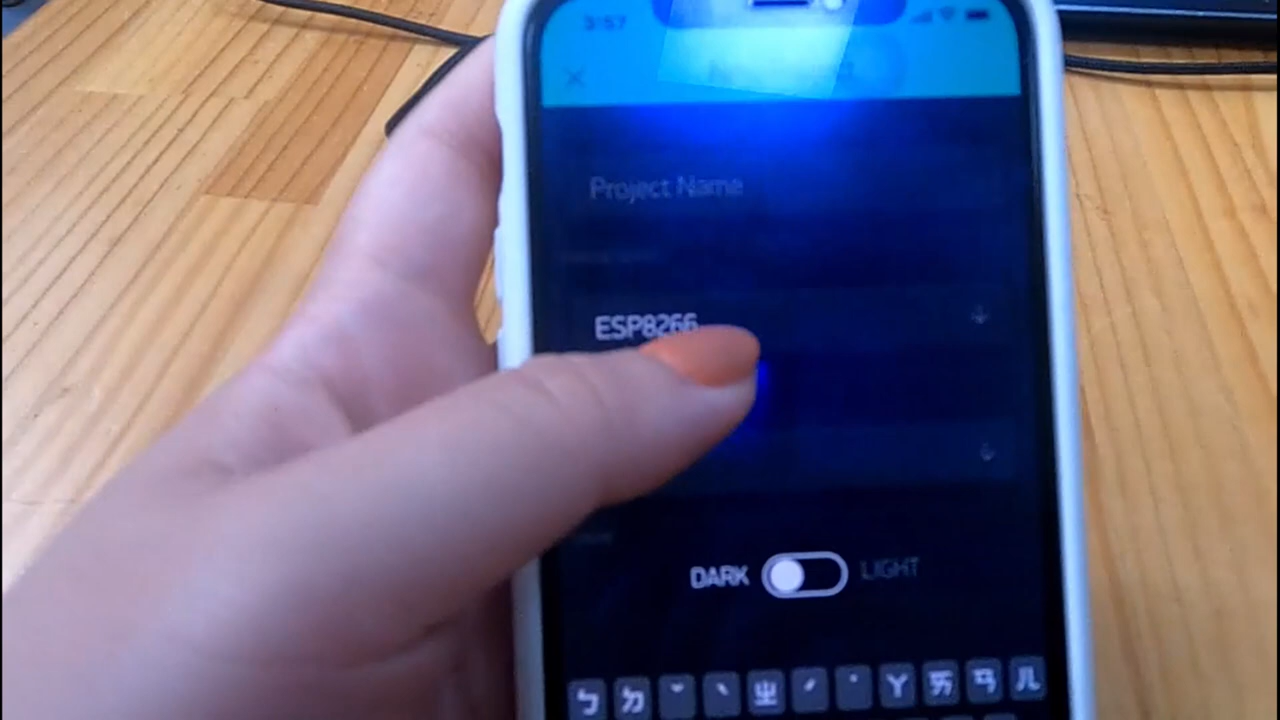 3:57
Project Name
ESP8266
DARK LIGHT
ㄅ ㄉ ˇ ˋ ㄓ ˊ ˙ ㄚ ㄞ ㄢ ㄦ